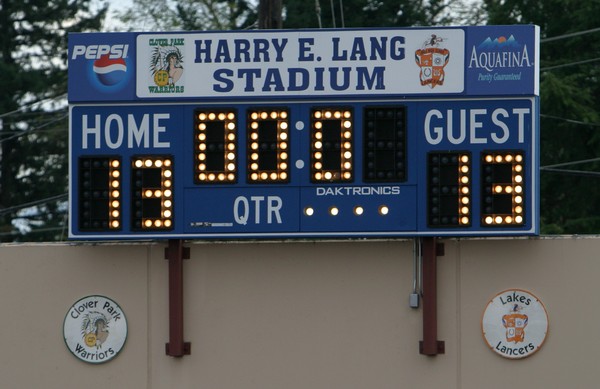 PEPSI
CLOVER PARK
WARRIORS
HARRY E. LANG
STADIUM
AQUAFINA
Purity Guaranteed
HOME
00:0
GUEST
13
13
DAKTRONICS
QTR
Clover Park
Warriors
Lakes
Lancers